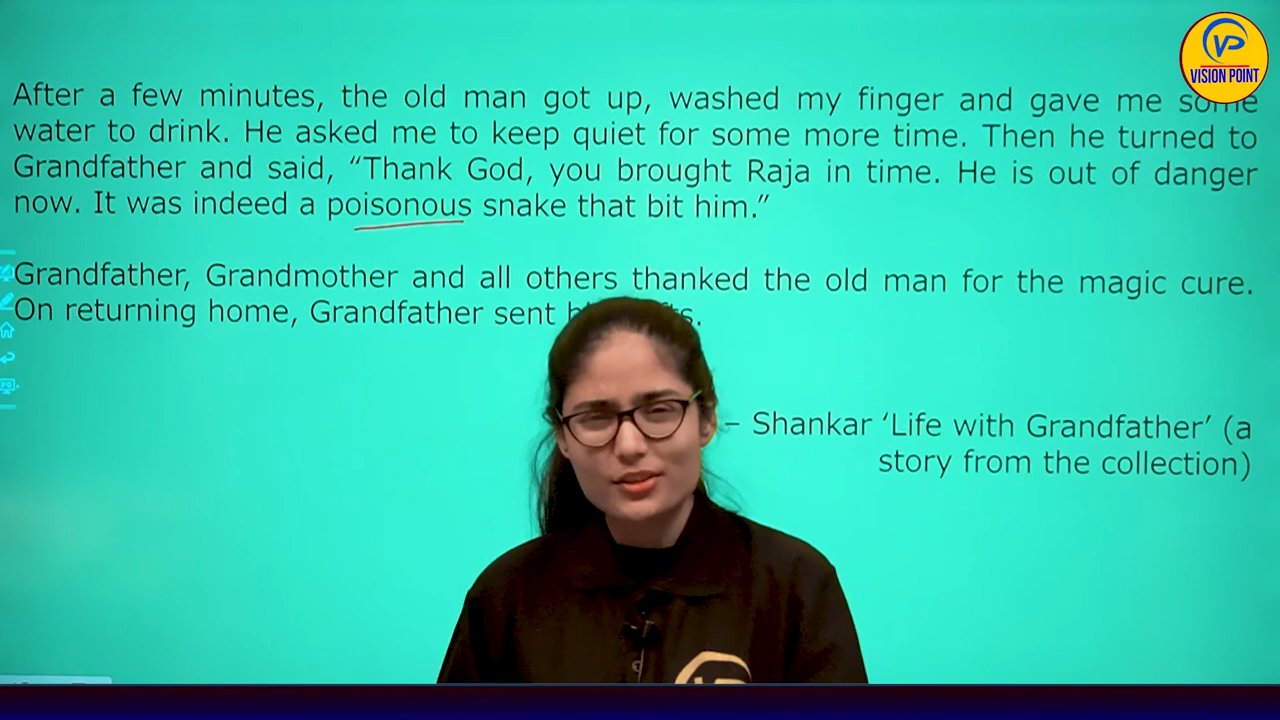 VP
VISION POINT
After a few minutes, the old man got up, washed my finger and gave me some
water to drink. He asked me to keep quiet for some more time. Then he turned to
Grandfather and said, “Thank God, you brought Raja in time. He is out of danger
now. It was indeed a poisonous snake that bit him.”
Grandfather, Grandmother and all others thanked the old man for the magic cure.
On returning home, Grandfather sent
– Shankar ‘Life with Grandfather’ (a
story from the collection)